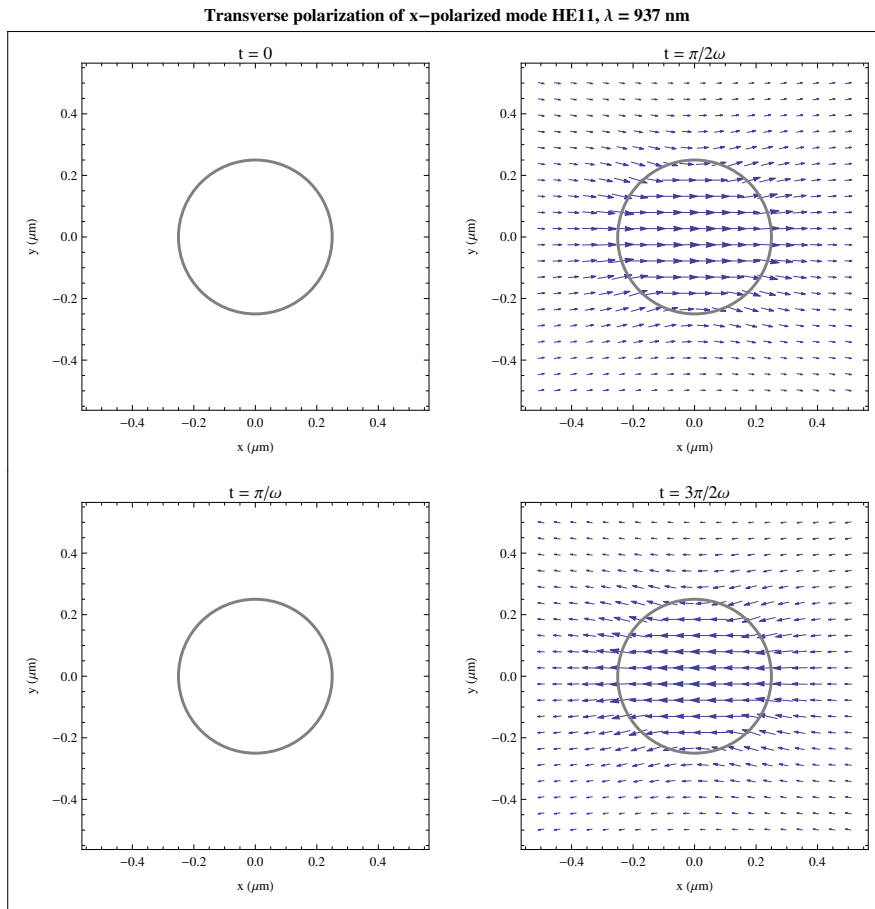 Transverse polarization of x−polarized mode HE11, λ = 937 nm
t = 0
0.4
0.2
0.0
−0.2
−0.4
y (μm)
−0.4 −0.2 0.0 0.2 0.4
x (μm)
t = π/2ω
0.4
0.2
0.0
−0.2
−0.4
y (μm)
−0.4 −0.2 0.0 0.2 0.4
x (μm)
t = π/ω
0.4
0.2
0.0
−0.2
−0.4
y (μm)
−0.4 −0.2 0.0 0.2 0.4
x (μm)
t = 3π/2ω
0.4
0.2
0.0
−0.2
−0.4
y (μm)
−0.4 −0.2 0.0 0.2 0.4
x (μm)